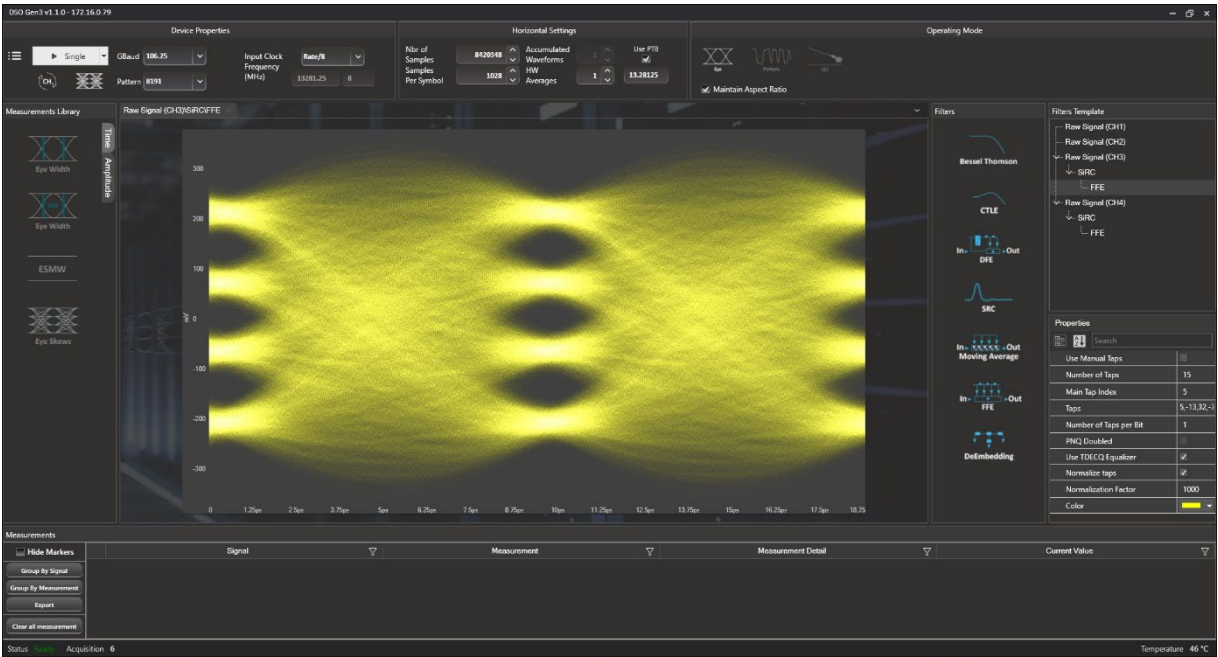 DSO Gen3 v1.1.0 - 172.16.0.79
Device Properties
Horizontal Settings
Operating Mode
Single
GBaud 106.25
Input Clock Frequency (MHz)
Rate/8
13281.25 8
Pattern 8191
CH1
Nbr of Samples 8420348
Accumulated Waveforms 1
Use PTB
Samples Per Symbol 1028
HW Averages 1
13.28125
Eye
Pattern
Maintain Aspect Ratio
Measurements Library
Time
Amplitude
Eye Width
Eye Width
ESMW
Eye Skews
Raw Signal (CH3)\SiRC\FFE
300
200
100
0
-100
-200
-300
mV
0 1.25ps 2.5ps 3.75ps 5ps 6.25ps 7.5ps 8.75ps 10ps 11.25ps 12.5ps 13.75ps 15ps 16.25ps 17.5ps 18.75
Filters
Bessel Thomson
CTLE
In Out
DFE
SRC
In Out
Moving Average
In Out
FFE
DeEmbedding
Filters Template
Raw Signal (CH1)
Raw Signal (CH2)
Raw Signal (CH3)
SiRC
FFE
Raw Signal (CH4)
SiRC
FFE
Properties
Search
Use Manual Taps
Number of Taps 15
Main Tap Index 5
Taps 5,-13,32,-
Number of Taps per Bit 1
PNQ Doubled
Use TDECQ Equalizer
Normalize taps
Normalization Factor 1000
Color
Measurements
Hide Markers
Signal
Measurement
Measurement Detail
Current Value
Group By Signal
Group By Measurement
Export
Clear all measurement
Status Ready Acquisition 6
Temperature 46 °C